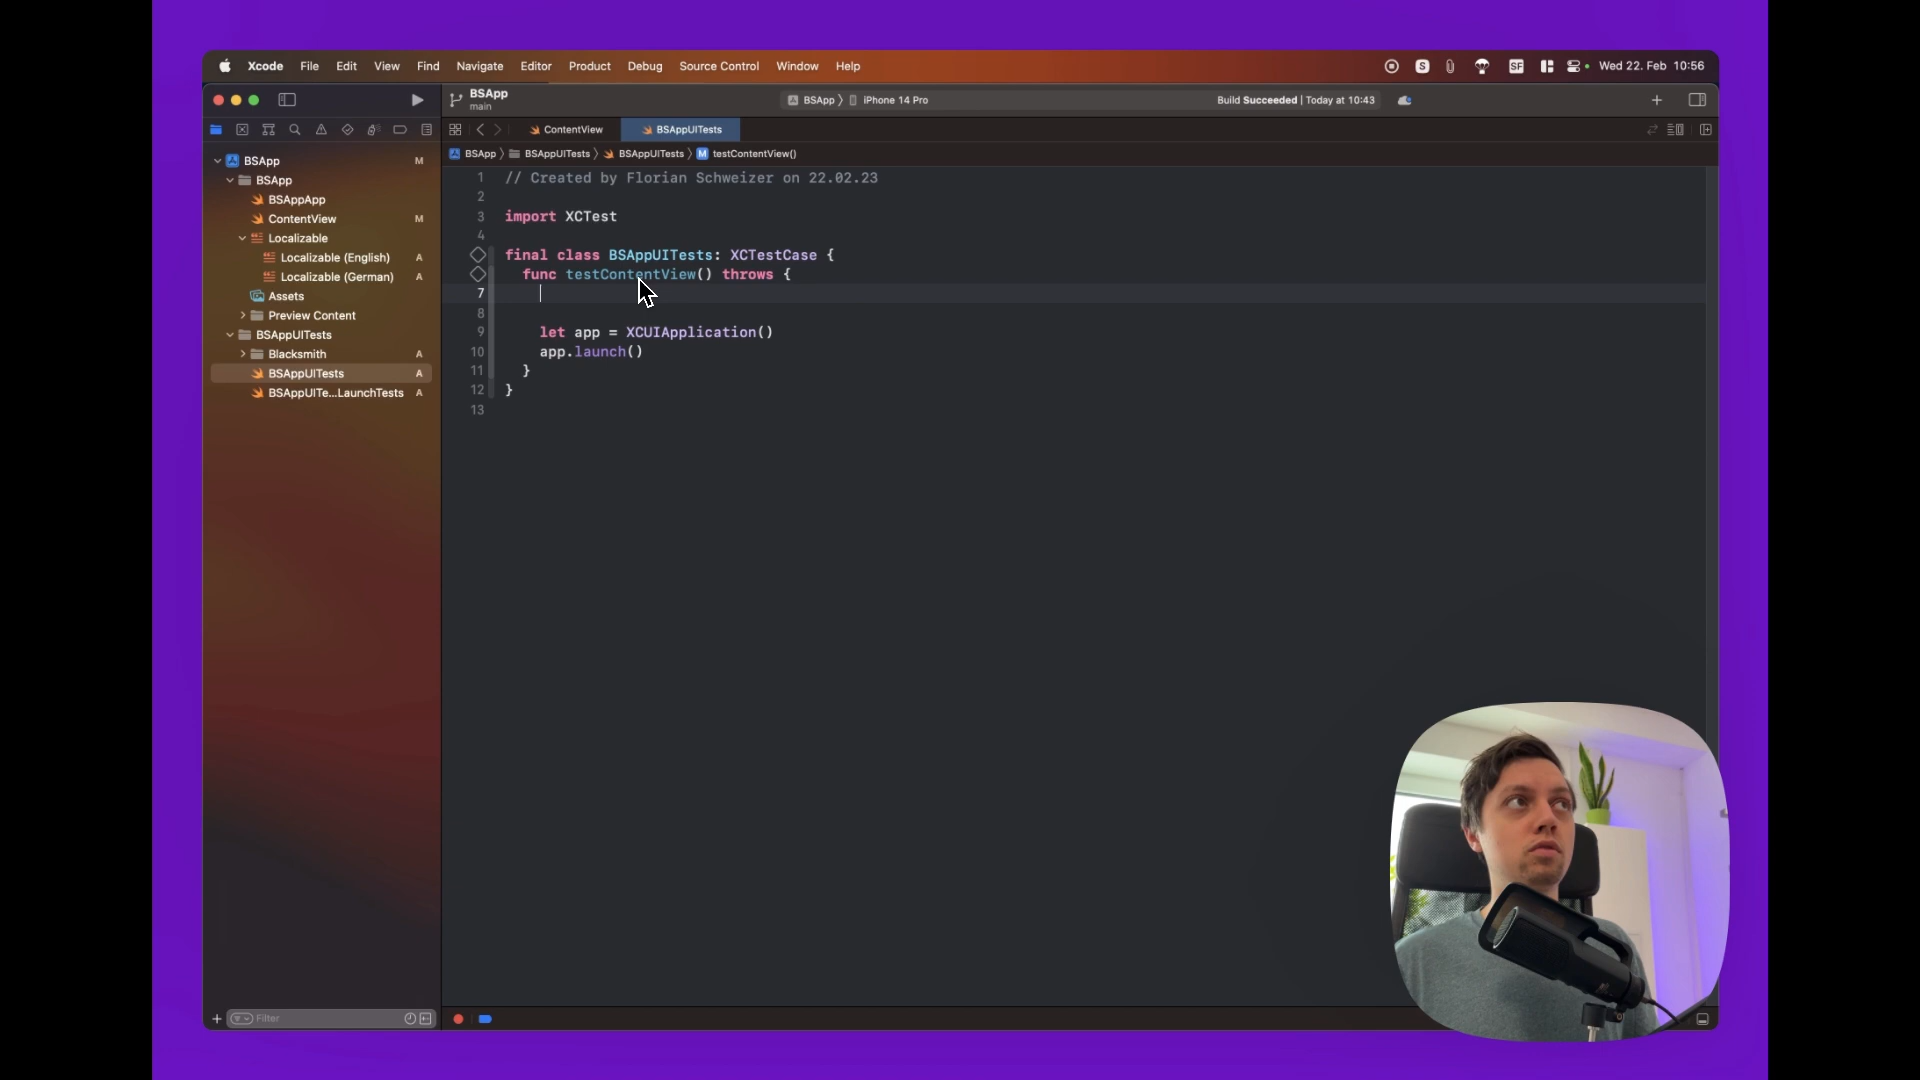 Xcode File Edit View Find Navigate Editor Product Debug Source Control Window Help
S SF Wed 22. Feb 10:56
BSApp
main
BSApp 〉 iPhone 14 Pro
Build Succeeded | Today at 10:43
ContentView
BSAppUITests
BSApp 〉 BSAppUITests 〉 BSAppUITests 〉 M testContentView()
BSApp M
BSApp
BSAppApp
ContentView M
Localizable
Localizable (English) A
Localizable (German) A
Assets
Preview Content
BSAppUITests
Blacksmith A
BSAppUITests A
BSAppUITe...LaunchTests A
1 // Created by Florian Schweizer on 22.02.23
2
3 import XCTest
4
final class BSAppUITests: XCTestCase {
func testContentView() throws {
7
8
9 let app = XCUIApplication()
10 app.launch()
11 }
12 }
13
Filter